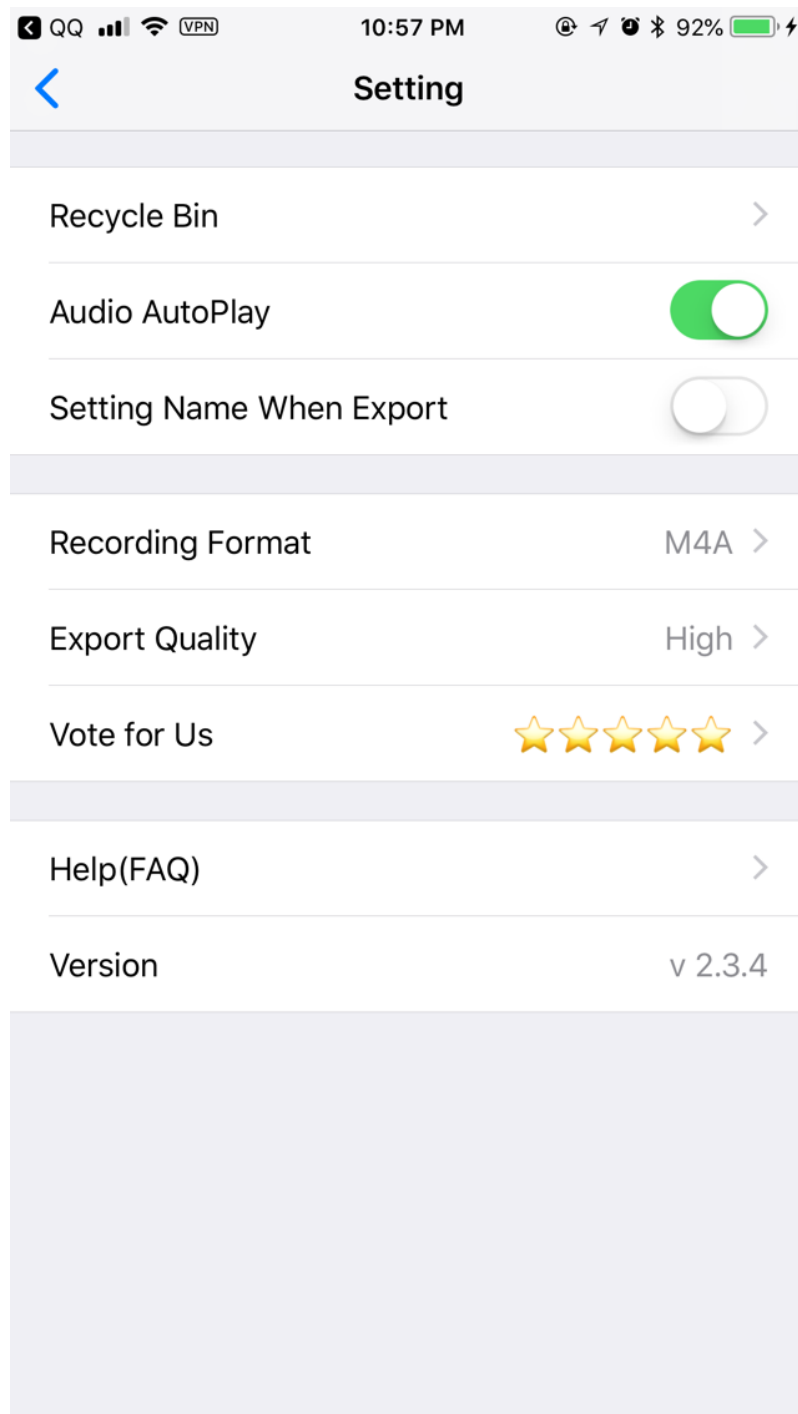 QQ VPN 10:57 PM 92%
Setting
Recycle Bin
Audio AutoPlay
Setting Name When Export
Recording Format M4A
Export Quality High
Vote for Us
Help(FAQ)
Version v 2.3.4